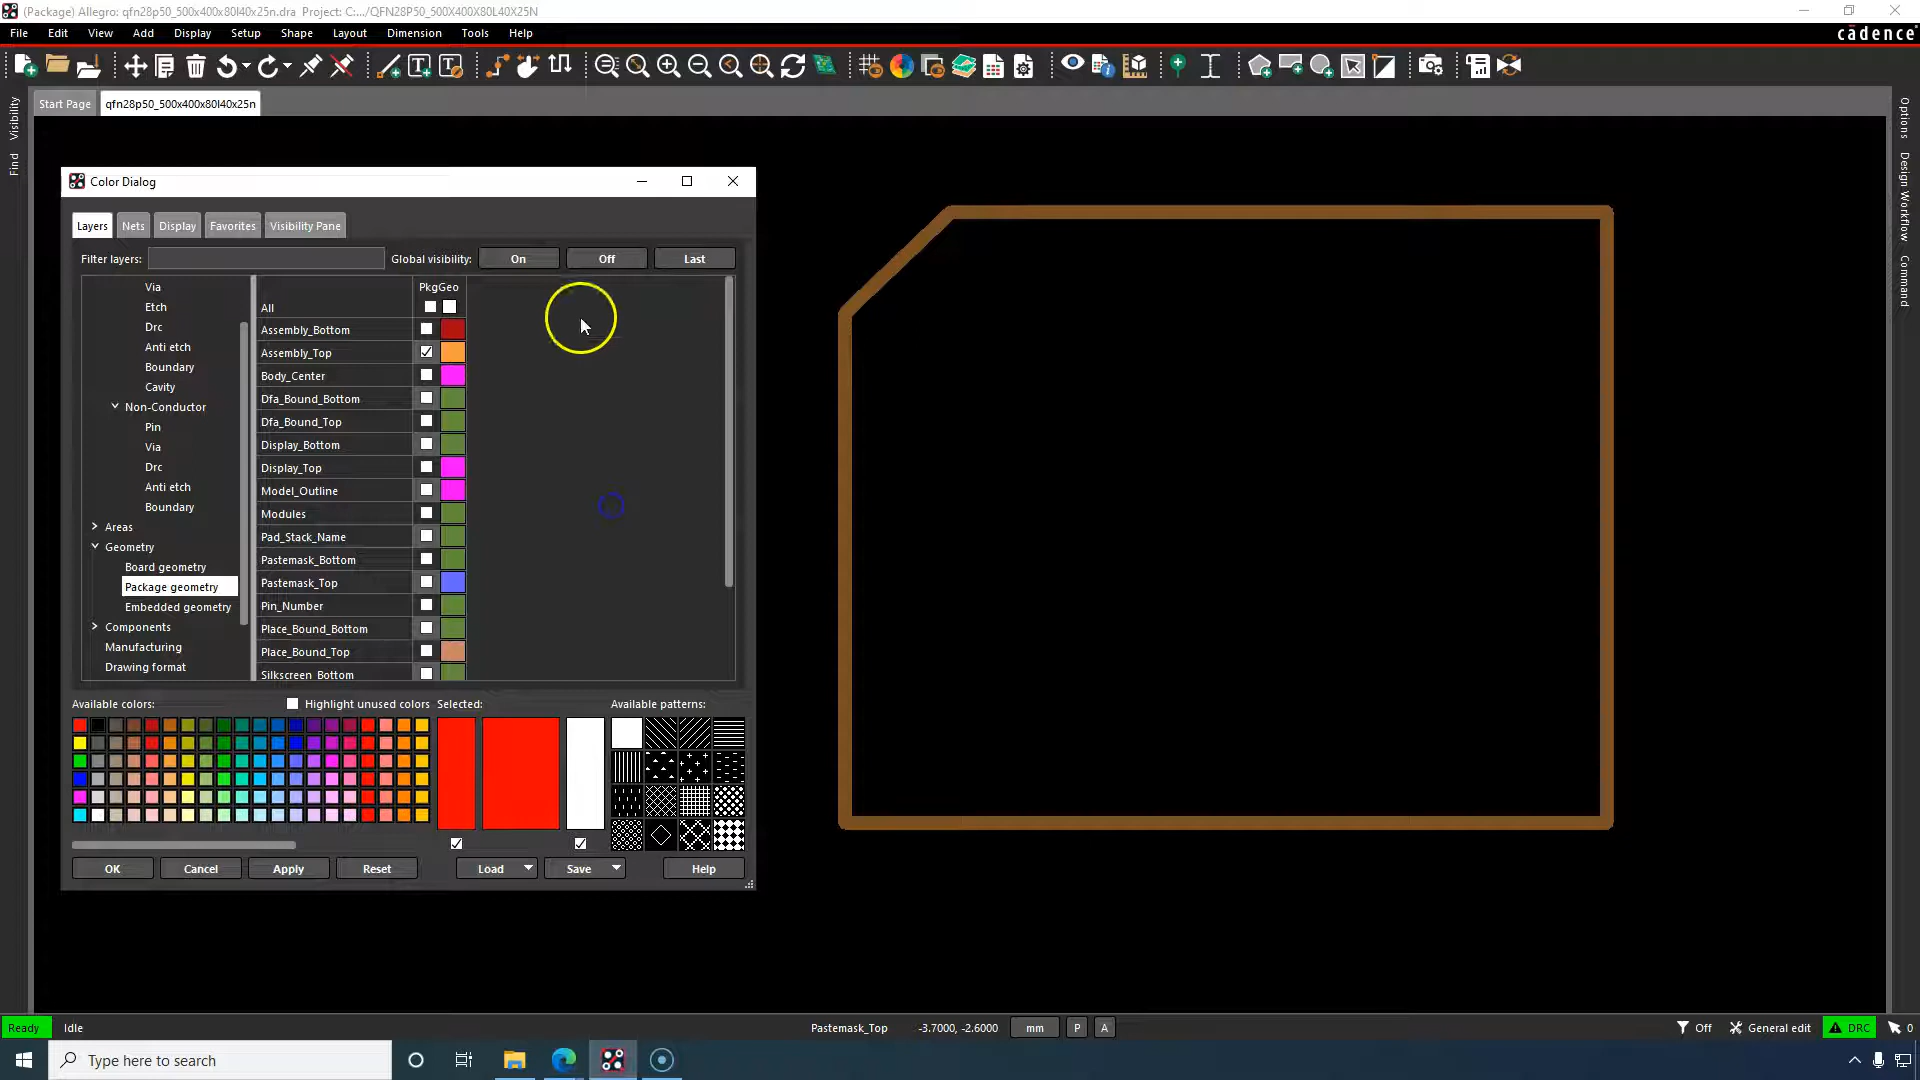 (Package) Allegro: qfn28p50_500x400x80l40x25n.dra Project: C:.../QFN28P50_500X400X80L40X25N
File Edit View Add Display Setup Shape Layout Dimension Tools Help
cādence
Start Page qfn28p50_500x400x80l40x25n
Visibility
Find
Options
Design Workflow
Command
Color Dialog
Layers Nets Display Favorites Visibility Pane
Filter layers: Global visibility: On Off Last
Via
Etch
Drc
Anti etch
Boundary
Cavity
Non-Conductor
Pin
Via
Drc
Anti etch
Boundary
Areas
Geometry
Board geometry
Package geometry
Embedded geometry
Components
Manufacturing
Drawing format
PkgGeo
All
Assembly_Bottom
Assembly_Top
Body_Center
Dfa_Bound_Bottom
Dfa_Bound_Top
Display_Bottom
Display_Top
Model_Outline
Modules
Pad_Stack_Name
Pastemask_Bottom
Pastemask_Top
Pin_Number
Place_Bound_Bottom
Place_Bound_Top
Silkscreen_Bottom
Available colors: Highlight unused colors Selected: Available patterns:
OK Cancel Apply Reset Load Save Help
Ready Idle Pastemask_Top -3.7000, -2.6000 mm P A Off General edit DRC 0
Type here to search